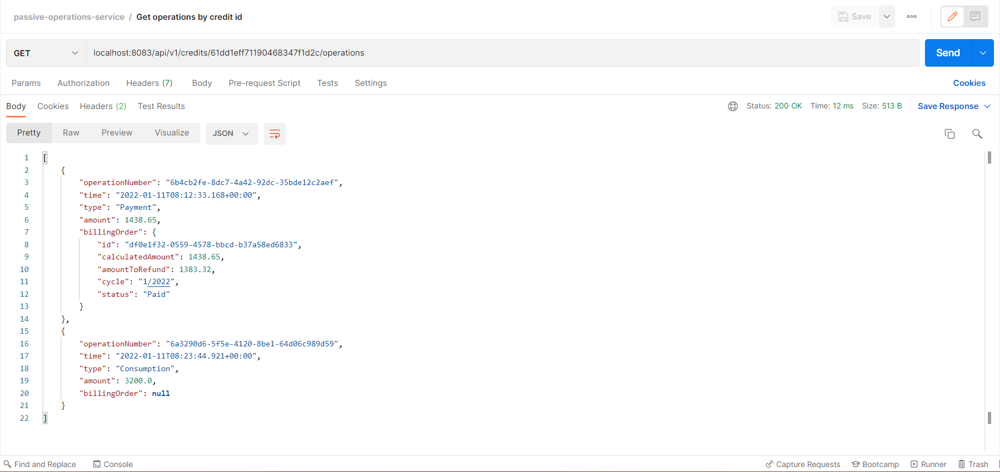 passive-operations-service / Get operations by credit id
Save
GET
localhost:8083/api/v1/credits/61dd1eff71190468347f1d2c/operations
Send
Params Authorization Headers (7) Body Pre-request Script Tests Settings Cookies
Body Cookies Headers (2) Test Results Status: 200 OK Time: 12 ms Size: 513 B Save Response
Pretty Raw Preview Visualize JSON
1 [
2 {
3 "operationNumber": "6b4cb2fe-8dc7-4a42-92dc-35bde12c2aef",
4 "time": "2022-01-11T08:12:33.168+00:00",
5 "type": "Payment",
6 "amount": 1438.65,
7 "billingOrder": {
8 "id": "df0e1f32-0559-4578-bbcd-b37a58ed6833",
9 "calculatedAmount": 1438.65,
10 "amountToRefund": 1383.32,
11 "cycle": "1/2022",
12 "status": "Paid"
13 }
14 },
15 {
16 "operationNumber": "6a3290d6-5f5e-4120-8be1-64d06c989d59",
17 "time": "2022-01-11T08:23:44.921+00:00",
18 "type": "Consumption",
19 "amount": 3200.0,
20 "billingOrder": null
21 }
22 ]
Find and Replace Console Capture Requests Bootcamp Runner Trash